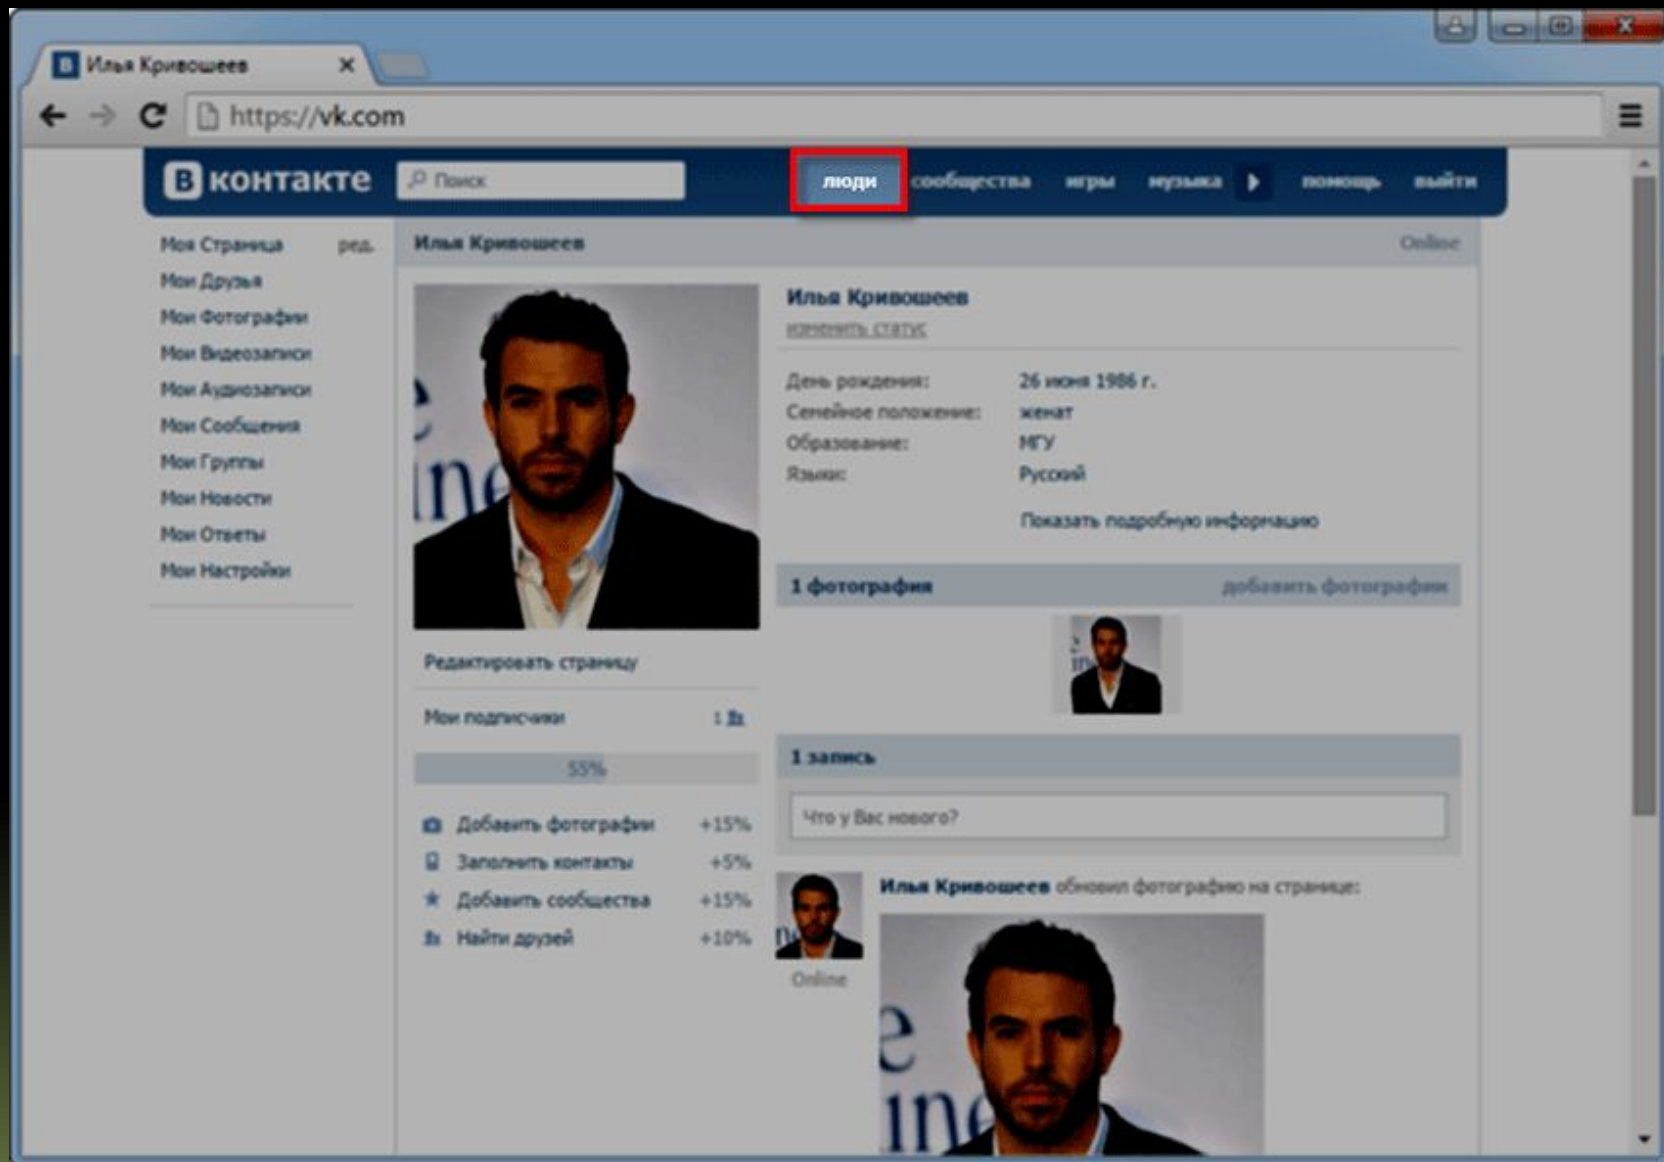 Илья Кривошеев
https://vk.com
В контакте Поиск люди сообщества игры музыка помощь выйти
Моя Страница ред.
Мои Друзья
Мои Фотографии
Мои Видеозаписи
Мои Аудиозаписи
Мои Сообщения
Мои Группы
Мои Новости
Мои Ответы
Мои Настройки
Илья Кривошеев Online
Илья Кривошеев
изменить статус
День рождения: 26 июня 1986 г.
Семейное положение: женат
Образование: МГУ
Языки: Русский
Показать подробную информацию
1 фотография добавить фотографии
Редактировать страницу
Мои подписчики 1
55%
Добавить фотографии +15%
Заполнить контакты +5%
Добавить сообщества +15%
Найти друзей +10%
1 запись
Что у Вас нового?
Илья Кривошеев обновил фотографию на странице:
Online